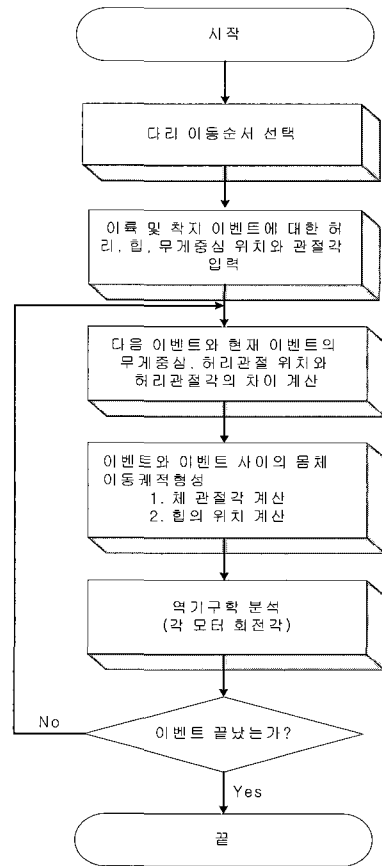 시작
다리 이동순서 선택
이륙 및 착지 이벤트에 대한 허
리, 힙, 무게중심 위치와 관절각
입력
다음 이벤트와 현재 이벤트의
무게중심, 허리관절 위치와
허리관절각의 차이 계산
이벤트와 이벤트 사이의 몸체
이동궤적형성
1. 체 관절각 계산
2. 힙의 위치 계산
역기구학 분석
(각 모터 회전각)
No
이벤트 끝났는가?
Yes
끝